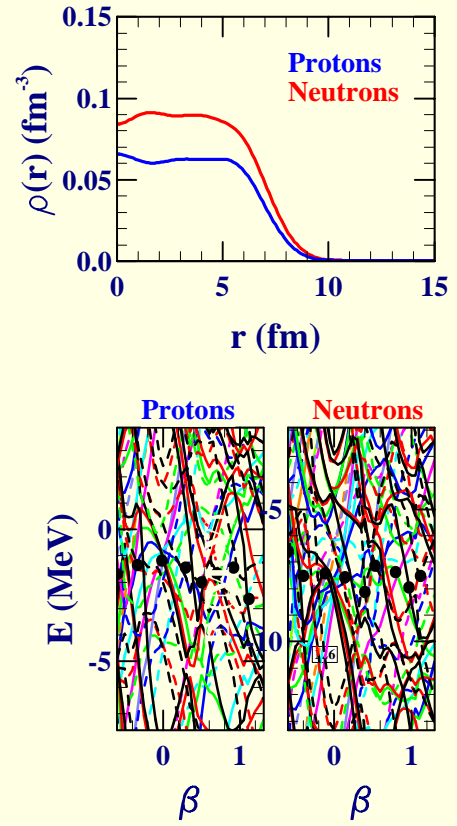 0.15
Protons
Neutrons
0.1
ρ(r) (fm⁻³)
0.05
0.0
0 5 10 15
r (fm)
Protons Neutrons
0 -5
E (MeV)
-5
0 1 0 1
β β